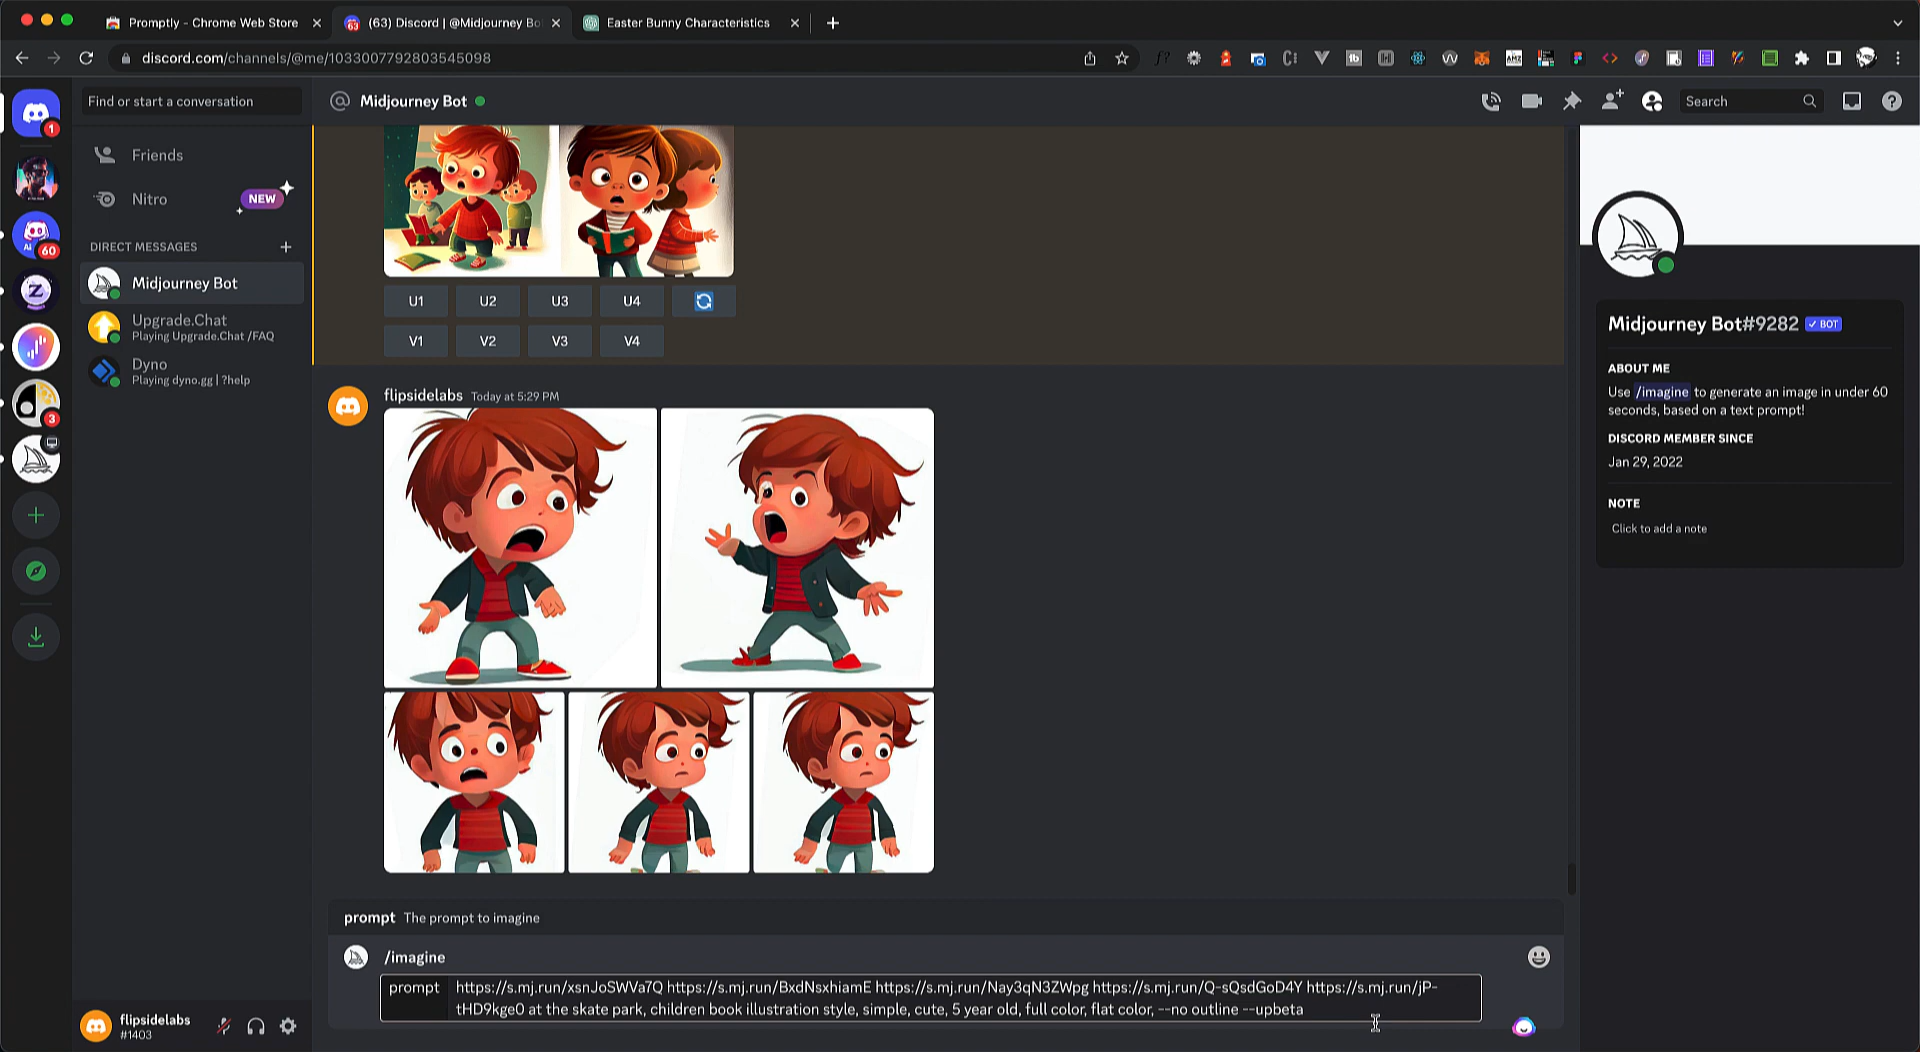 Promptly - Chrome Web Store
(63) Discord | @Midjourney Bo
Easter Bunny Characteristics
discord.com/channels/@me/1033007792803545098
Find or start a conversation
Midjourney Bot
Search
1
Friends
Nitro
NEW
60
DIRECT MESSAGES
Midjourney Bot
Upgrade.Chat
Playing Upgrade.Chat /FAQ
Dyno
Playing dyno.gg | ?help
3
U1 U2 U3 U4
V1 V2 V3 V4
flipsidelabs Today at 5:29 PM
Midjourney Bot#9282 ✓ BOT
ABOUT ME
Use /imagine to generate an image in under 60
seconds, based on a text prompt!
DISCORD MEMBER SINCE
Jan 29, 2022
NOTE
Click to add a note
prompt The prompt to imagine
/imagine
prompt https://s.mj.run/xsnJoSWVa7Q https://s.mj.run/BxdNsxhiamE https://s.mj.run/Nay3qN3ZWpg https://s.mj.run/Q-sQsdGoD4Y https://s.mj.run/jP-
tHD9kge0 at the skate park, children book illustration style, simple, cute, 5 year old, full color, flat color, --no outline --upbeta
flipsidelabs
#1403